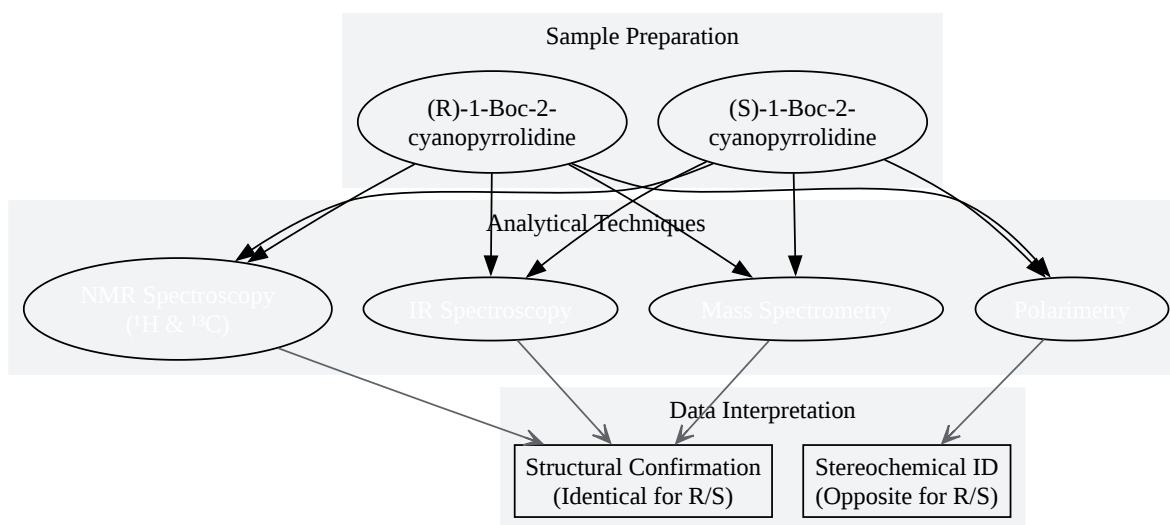 Sample Preparation
(R)-1-Boc-2-
cyanopyrrolidine
(S)-1-Boc-2-
cyanopyrrolidine
Analytical Techniques
NMR Spectroscopy
(¹H & ¹³C)
IR Spectroscopy
Mass Spectrometry
Polarimetry
Data Interpretation
Structural Confirmation
(Identical for R/S)
Stereochemical ID
(Opposite for R/S)